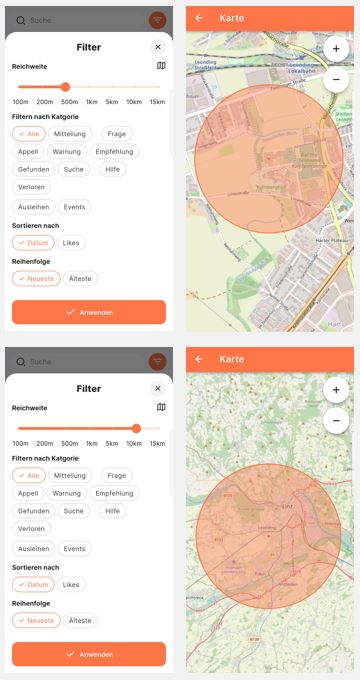 Suche
Filter
Reichweite
100m 200m 500m 1km 5km 10km 15km
Filtern nach Katgorie
Alle Mitteilung Frage
Appell Warnung Empfehlung
Gefunden Suche Hilfe
Verloren
Ausleihen Events
Sortieren nach
Datum Likes
Reihenfolge
Neueste Älteste
Anwenden
Karte
+
−
Leonding
Lokalbahn
Harter Plateau
Hart
Suche
Filter
Reichweite
100m 200m 500m 1km 5km 10km 15km
Filtern nach Katgorie
Alle Mitteilung Frage
Appell Warnung Empfehlung
Gefunden Suche Hilfe
Verloren
Ausleihen Events
Sortieren nach
Datum Likes
Reihenfolge
Neueste Älteste
Anwenden
Karte
+
−
Linz
Leonding